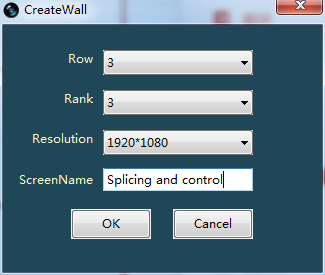 CreateWall
Row 3
Rank 3
Resolution 1920*1080
ScreenName Splicing and control
OK Cancel